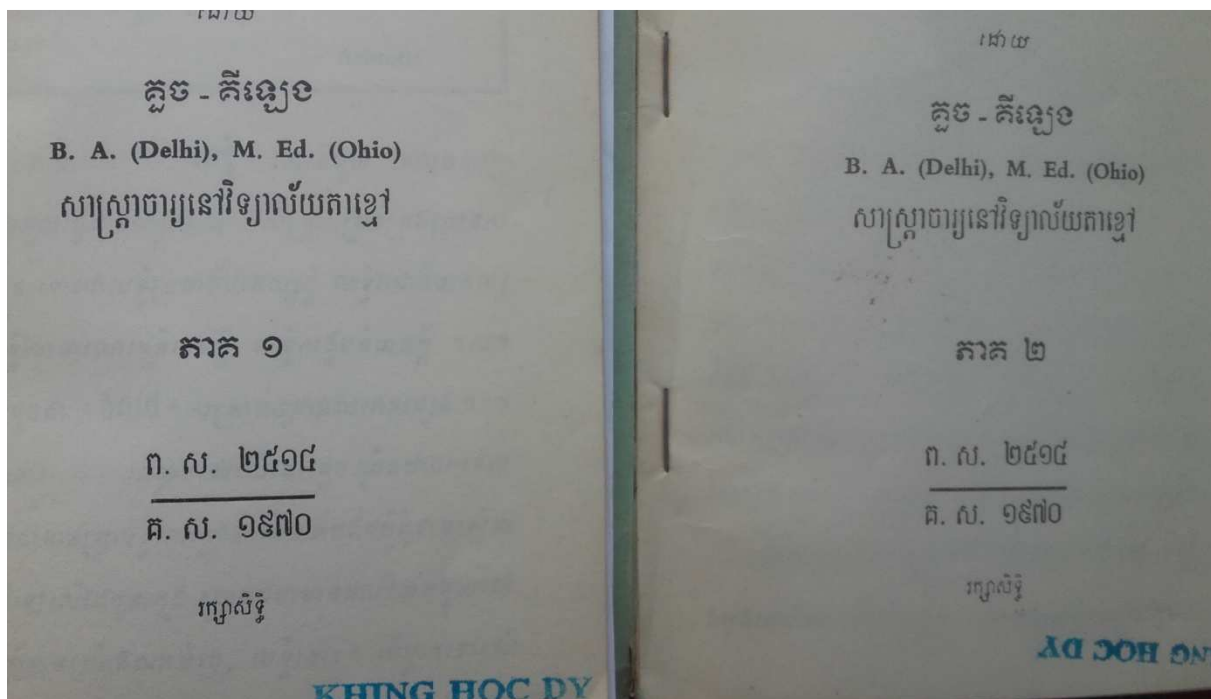 ដោយ
គួច - គីឡេង
B. A. (Delhi), M. Ed. (Ohio)
សាស្ត្រាចារ្យនៅវិទ្យាល័យតាខ្មៅ
ភាគ ១
ព. ស. ២៥១៤
គ. ស. ១៩៧០
រក្សាសិទ្ធិ
KHING HOC DY
ដោយ
គួច - គីឡេង
B. A. (Delhi), M. Ed. (Ohio)
សាស្ត្រាចារ្យនៅវិទ្យាល័យតាខ្មៅ
ភាគ ២
ព. ស. ២៥១៤
គ. ស. ១៩៧០
រក្សាសិទ្ធិ
NG HOC DY